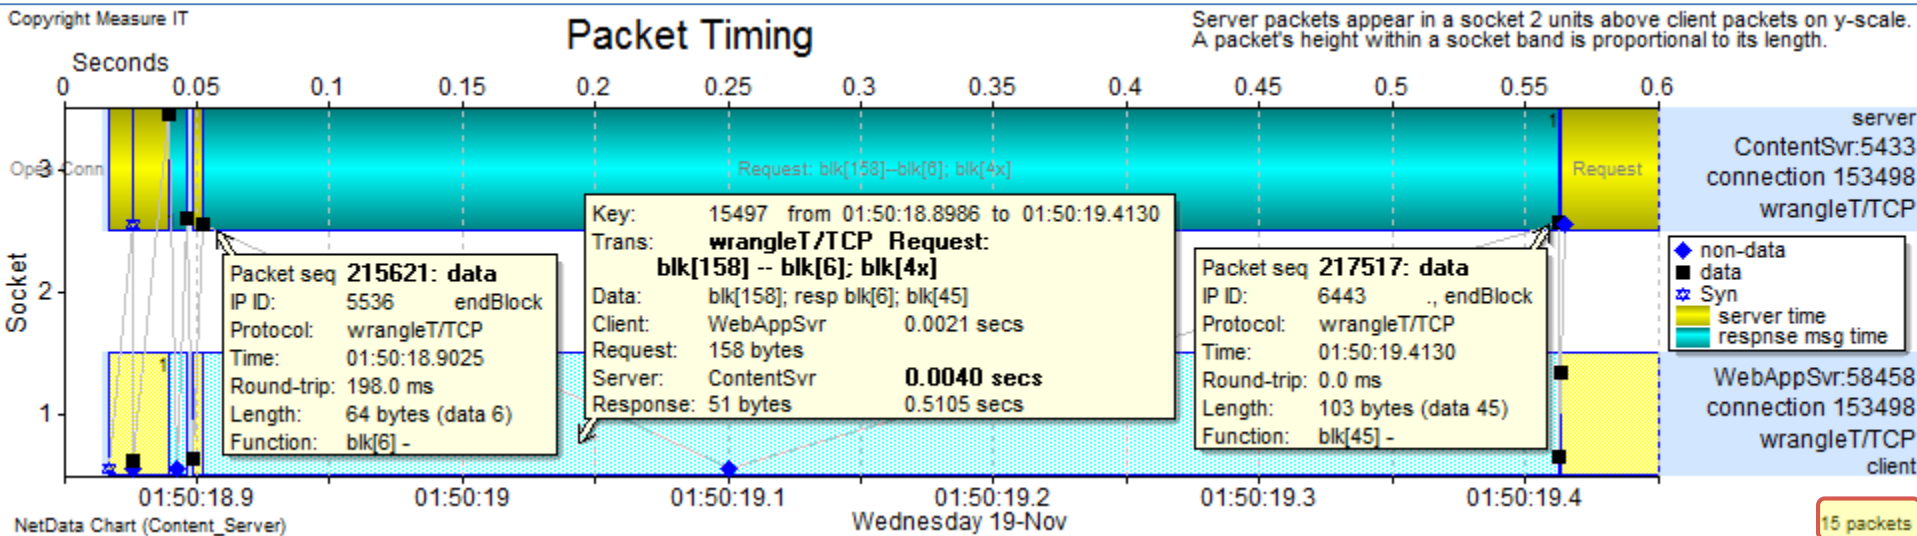 Copyright Measure IT
Packet Timing
Server packets appear in a socket 2 units above client packets on y-scale.
A packet's height within a socket band is proportional to its length.
Seconds
0 0.05 0.1 0.15 0.2 0.25 0.3 0.35 0.4 0.45 0.5 0.55 0.6
Socket
3
2
1
Open Conn
Request: blk[158]--blk[6]; blk[4x]
1
Request
1
server
ContentSvr:5433
connection 153498
wrangleT/TCP
Packet seq 215621: data
IP ID: 5536 endBlock
Protocol: wrangleT/TCP
Time: 01:50:18.9025
Round-trip: 198.0 ms
Length: 64 bytes (data 6)
Function: blk[6] -
Key: 15497 from 01:50:18.8986 to 01:50:19.4130
Trans: wrangleT/TCP Request:
blk[158] -- blk[6]; blk[4x]
Data: blk[158]; resp blk[6]; blk[45]
Client: WebAppSvr 0.0021 secs
Request: 158 bytes
Server: ContentSvr 0.0040 secs
Response: 51 bytes 0.5105 secs
Packet seq 217517: data
IP ID: 6443 ., endBlock
Protocol: wrangleT/TCP
Time: 01:50:19.4130
Round-trip: 0.0 ms
Length: 103 bytes (data 45)
Function: blk[45] -
non-data
data
Syn
server time
respnse msg time
WebAppSvr:58458
connection 153498
wrangleT/TCP
client
01:50:18.9 01:50:19 01:50:19.1 01:50:19.2 01:50:19.3 01:50:19.4
Wednesday 19-Nov
NetData Chart (Content_Server)
15 packets